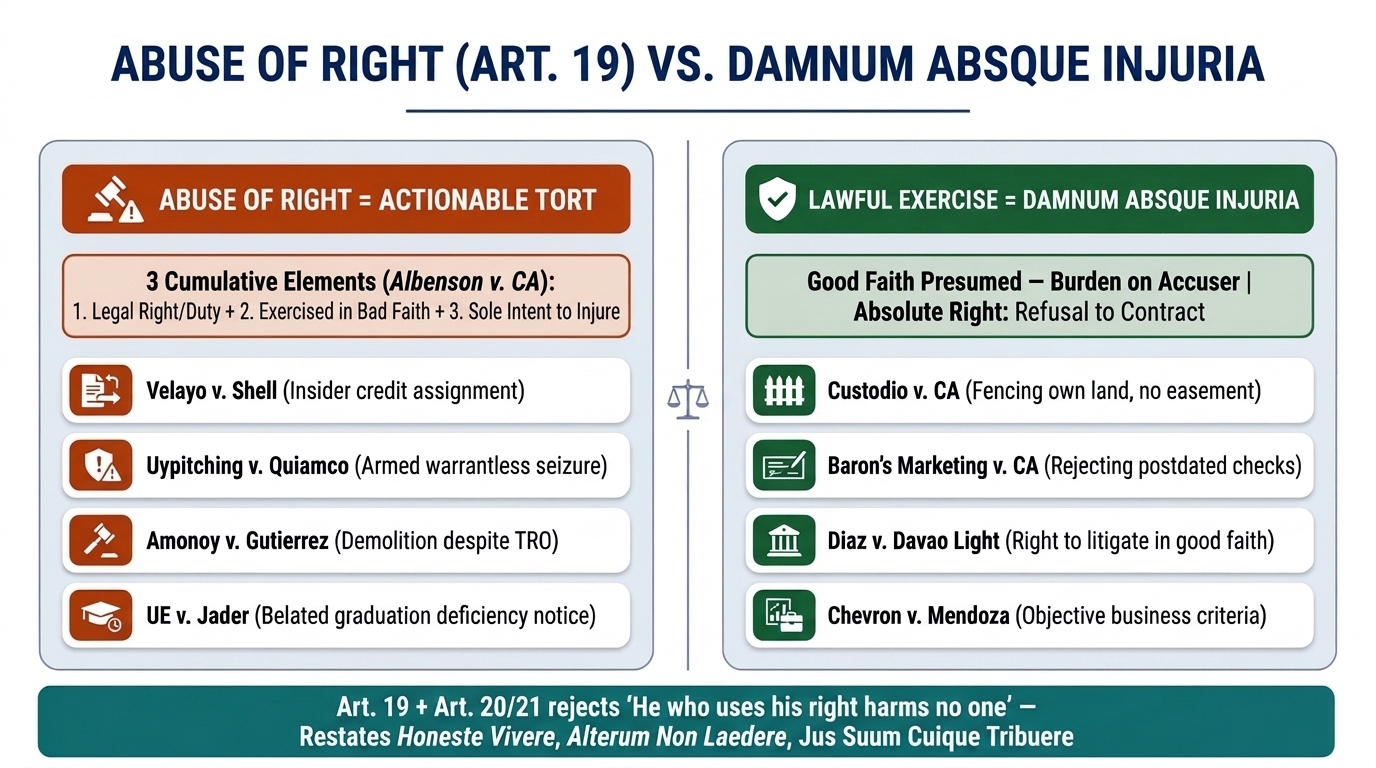 ABUSE OF RIGHT (ART. 19) VS. DAMNUM ABSQUE INJURIA
ABUSE OF RIGHT = ACTIONABLE TORT
3 Cumulative Elements (Albenson v. CA):
1. Legal Right/Duty + 2. Exercised in Bad Faith + 3. Sole Intent to Injure
Velayo v. Shell (Insider credit assignment)
Uypitching v. Quiamco (Armed warrantless seizure)
Amonoy v. Gutierrez (Demolition despite TRO)
UE v. Jader (Belated graduation deficiency notice)
LAWFUL EXERCISE = DAMNUM ABSQUE INJURIA
Good Faith Presumed — Burden on Accuser |
Absolute Right: Refusal to Contract
Custodio v. CA (Fencing own land, no easement)
Baron's Marketing v. CA (Rejecting postdated checks)
Diaz v. Davao Light (Right to litigate in good faith)
Chevron v. Mendoza (Objective business criteria)
Art. 19 + Art. 20/21 rejects ‘He who uses his right harms no one’ —
Restates Honeste Vivere, Alterum Non Laedere, Jus Suum Cuique Tribuere